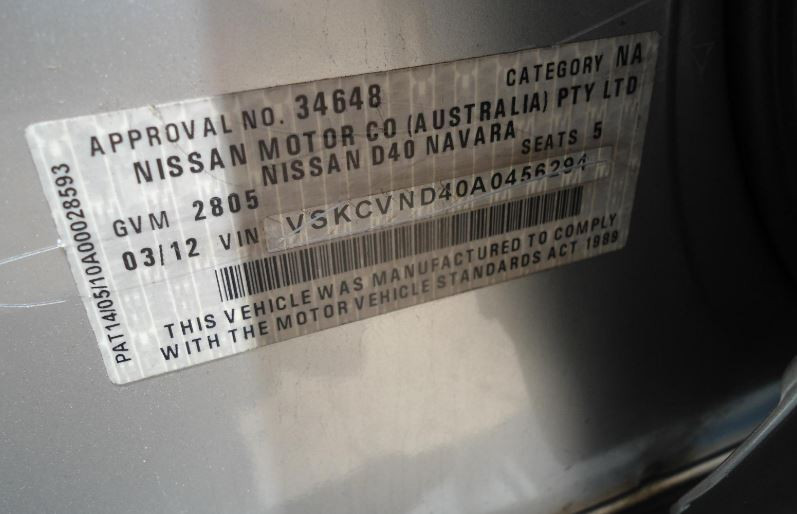 APPROVAL NO. 34648 CATEGORY NA
NISSAN MOTOR CO (AUSTRALIA) PTY LTD
NISSAN D40 NAVARA
GVM 2805 SEATS 5
03/12 VIN VSKCVND40A0456294
THIS VEHICLE WAS MANUFACTURED TO COMPLY
WITH THE MOTOR VEHICLE STANDARDS ACT 1989
PAT14/05/10A00028593